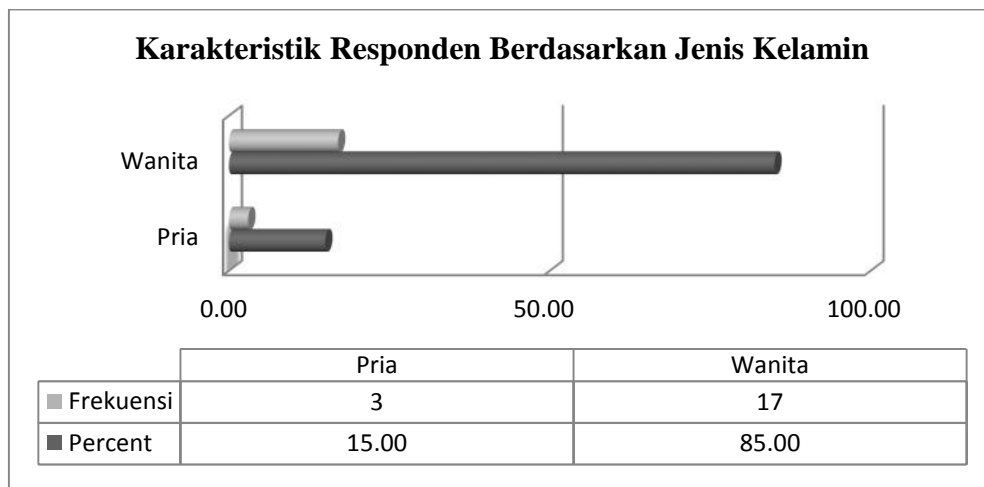 Karakteristik Responden Berdasarkan Jenis Kelamin
Wanita
Pria
0.00 50.00 100.00
Pria Wanita
Frekuensi 3 17
Percent 15.00 85.00